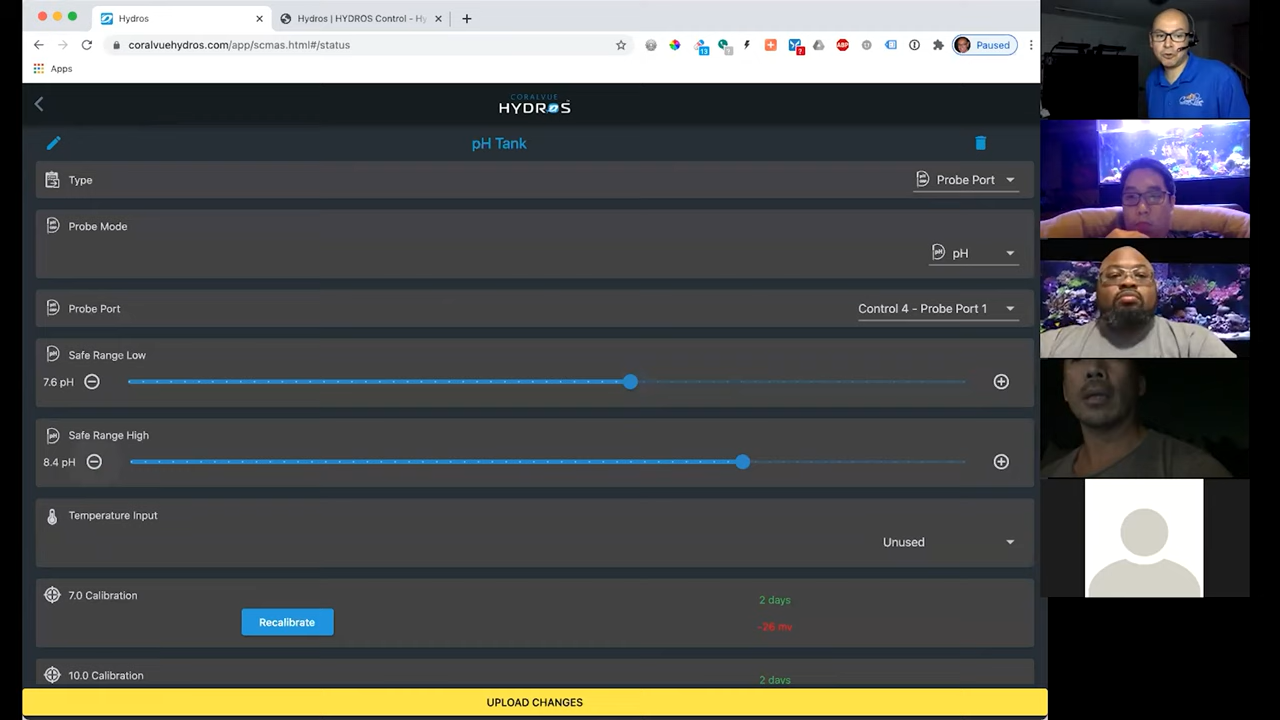 Hydros
Hydros | HYDROS Control - Hy
coralvuehydros.com/app/scmas.html#/status
13
7
ABP
Paused
Apps
CORALVUE
HYDROS
pH Tank
Type
Probe Port
Probe Mode
pH
Probe Port
Control 4 - Probe Port 1
Safe Range Low
7.6 pH
Safe Range High
8.4 pH
Temperature Input
Unused
7.0 Calibration
2 days
Recalibrate
-26 mv
10.0 Calibration
2 days
UPLOAD CHANGES